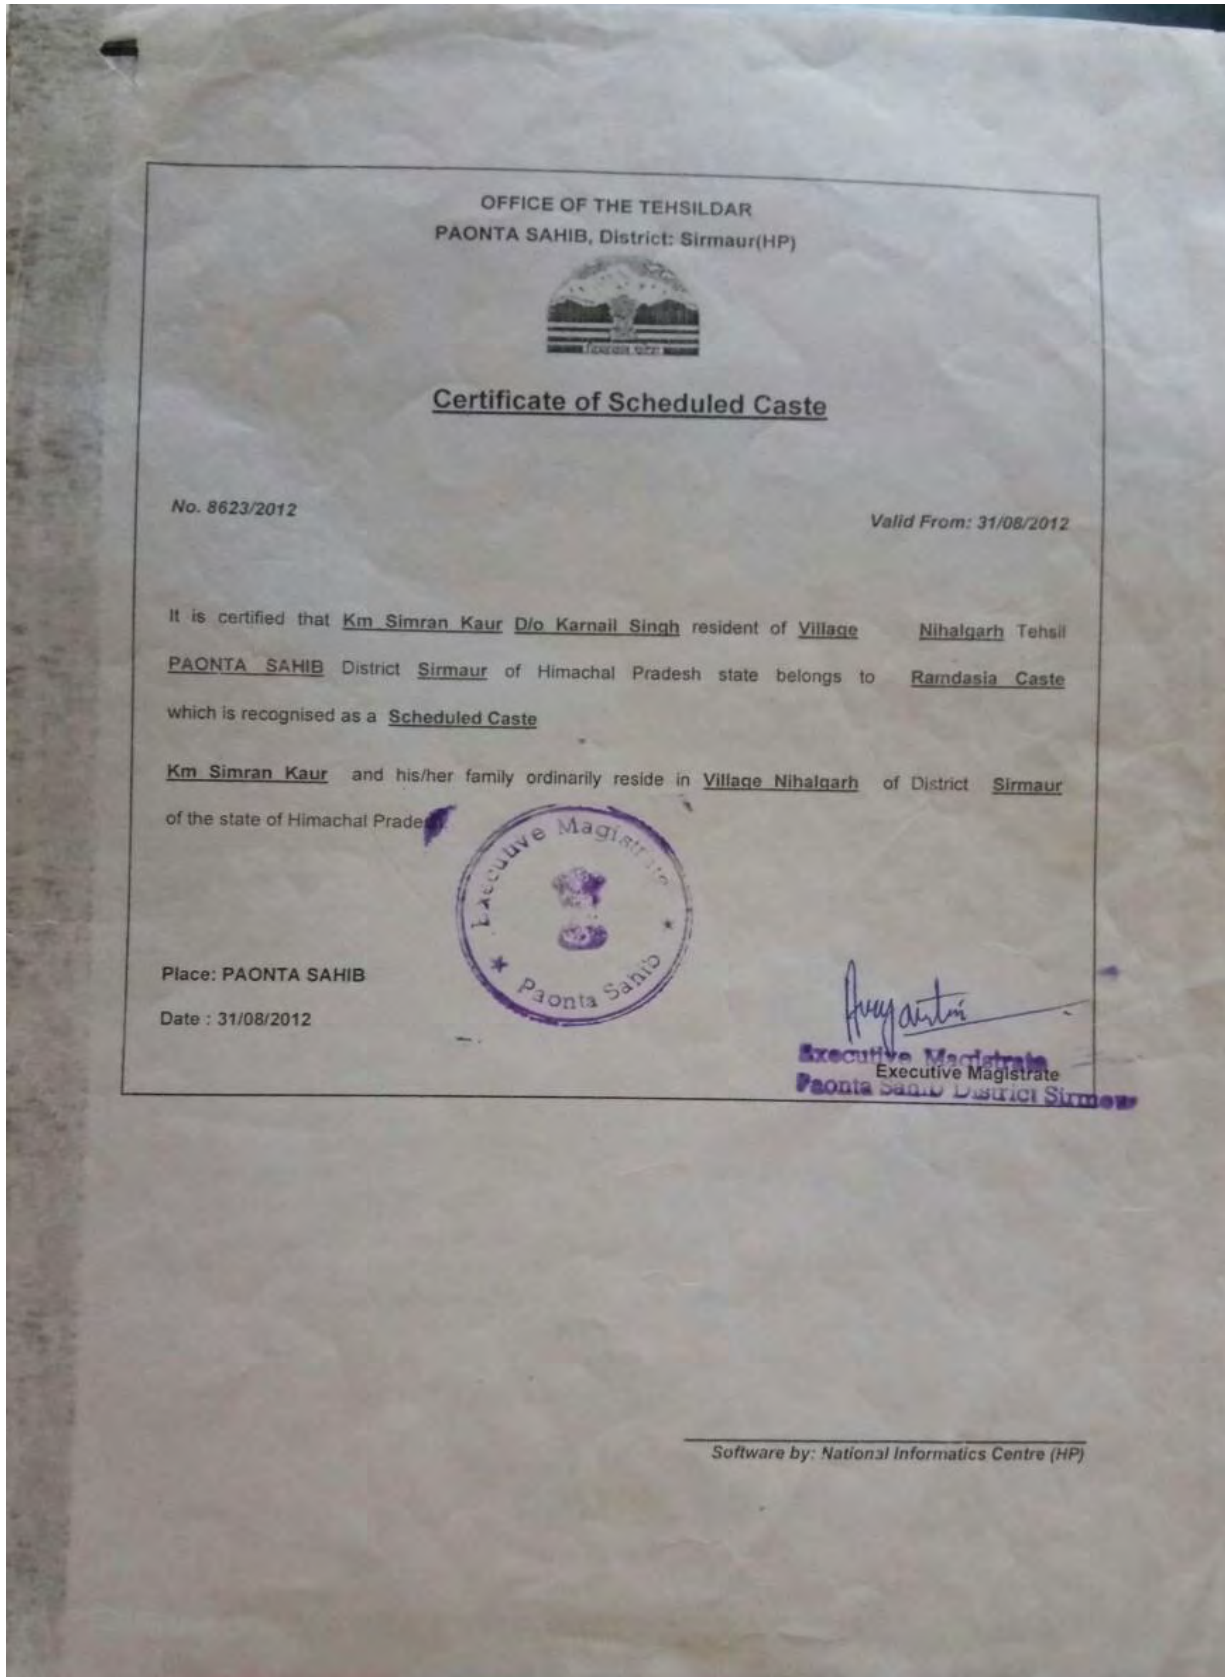 OFFICE OF THE TEHSILDAR
PAONTA SAHIB, District: Sirmaur(HP)
Certificate of Scheduled Caste
No. 8623/2012
Valid From: 31/08/2012
It is certified that Km Simran Kaur D/o Karnail Singh resident of Village Nihalgarh Tehsil
PAONTA SAHIB District Sirmaur of Himachal Pradesh state belongs to Ramdasia Caste
which is recognised as a Scheduled Caste
Km Simran Kaur and his/her family ordinarily reside in Village Nihalgarh of District Sirmaur
of the state of Himachal
Executive Magistrate
Paonta Sahib
Place: PAONTA SAHIB
Date : 31/08/2012
Executive Magistrate
Executive Magistrate
Paonta Sahib District Sirmour
Software by: National Informatics Centre (HP)